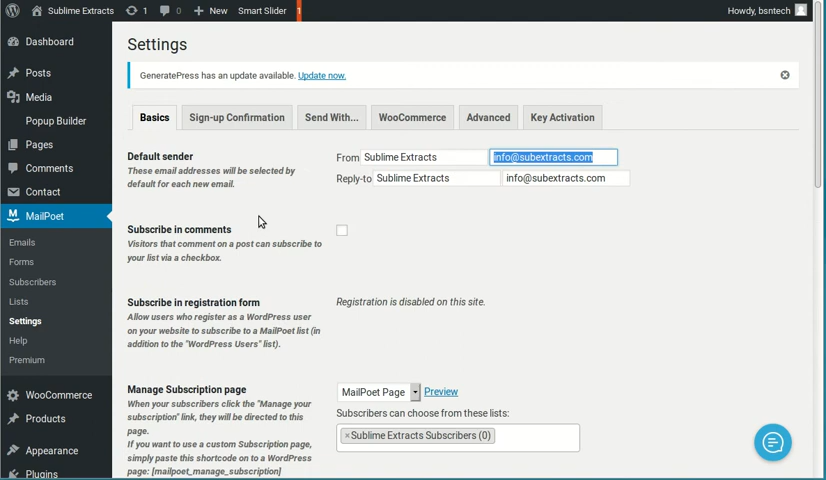 Sublime Extracts 1 0 New Smart Slider 1 Howdy, bsntech
Dashboard
Posts
Media
Popup Builder
Pages
Comments
Contact
MailPoet
Emails
Forms
Subscribers
Lists
Settings
Help
Premium
WooCommerce
Products
Appearance
Plugins
Settings
GeneratePress has an update available. Update now.
Basics Sign-up Confirmation Send With... WooCommerce Advanced Key Activation
Default sender
These email addresses will be selected by
default for each new email.
From Sublime Extracts info@subextracts.com
Reply-to Sublime Extracts info@subextracts.com
Subscribe in comments
Visitors that comment on a post can subscribe to
your list via a checkbox.
Subscribe in registration form
Allow users who register as a WordPress user
on your website to subscribe to a MailPoet list (in
addition to the "WordPress Users" list).
Registration is disabled on this site.
Manage Subscription page
When your subscribers click the "Manage your
subscription" link, they will be directed to this
page.
If you want to use a custom Subscription page,
simply paste this shortcode on to a WordPress
page: [mailpoet_manage_subscription]
MailPoet Page Preview
Subscribers can choose from these lists:
×Sublime Extracts Subscribers (0)